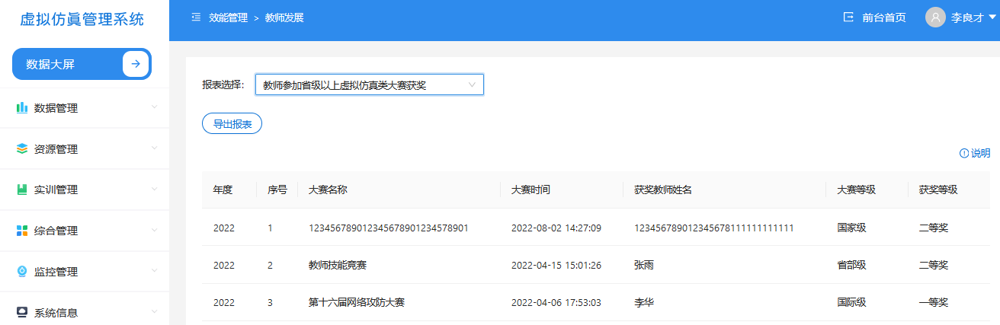 虚拟仿真管理系统
效能管理 > 教师发展
前台首页
李良才
数据大屏
数据管理
资源管理
实训管理
综合管理
监控管理
系统信息
报表选择:
教师参加省级以上虚拟仿真类大赛获奖
导出报表
说明
年度 序号 大赛名称 大赛时间 获奖教师姓名 大赛等级 获奖等级
2022 1 123456789012345678901234578901 2022-08-02 14:27:09 123456789012345678111111111111 国家级 二等奖
2022 2 教师技能竞赛 2022-04-15 15:01:26 张雨 省部级 二等奖
2022 3 第十六届网络攻防大赛 2022-04-06 17:53:03 李华 国际级 一等奖